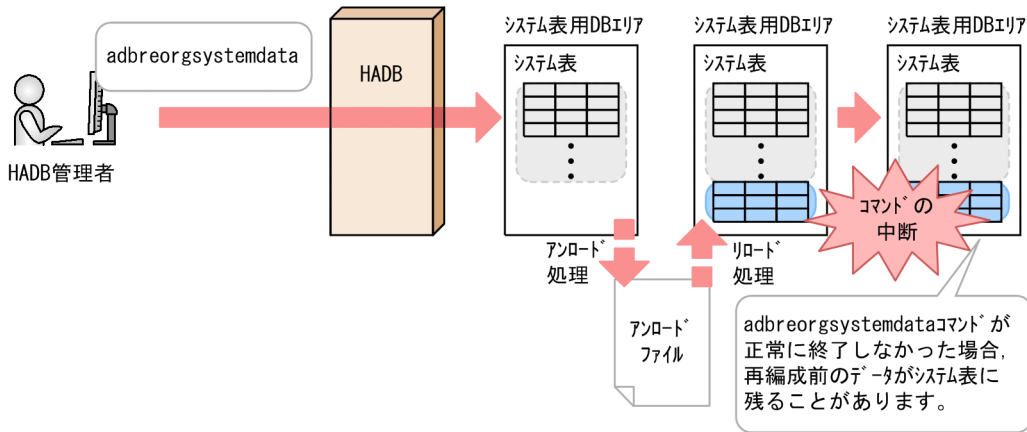 adbreorgsystemdata
HADB
HADB管理者
システム表用DBエリア
システム表
システム表用DBエリア
システム表
システム表用DBエリア
システム表
コマンドの
中断
アンロード
処理
リロード
処理
アンロード
ファイル
adbreorgsystemdataコマンドが
正常に終了しなかった場合,
再編成前のデータがシステム表に
残ることがあります。